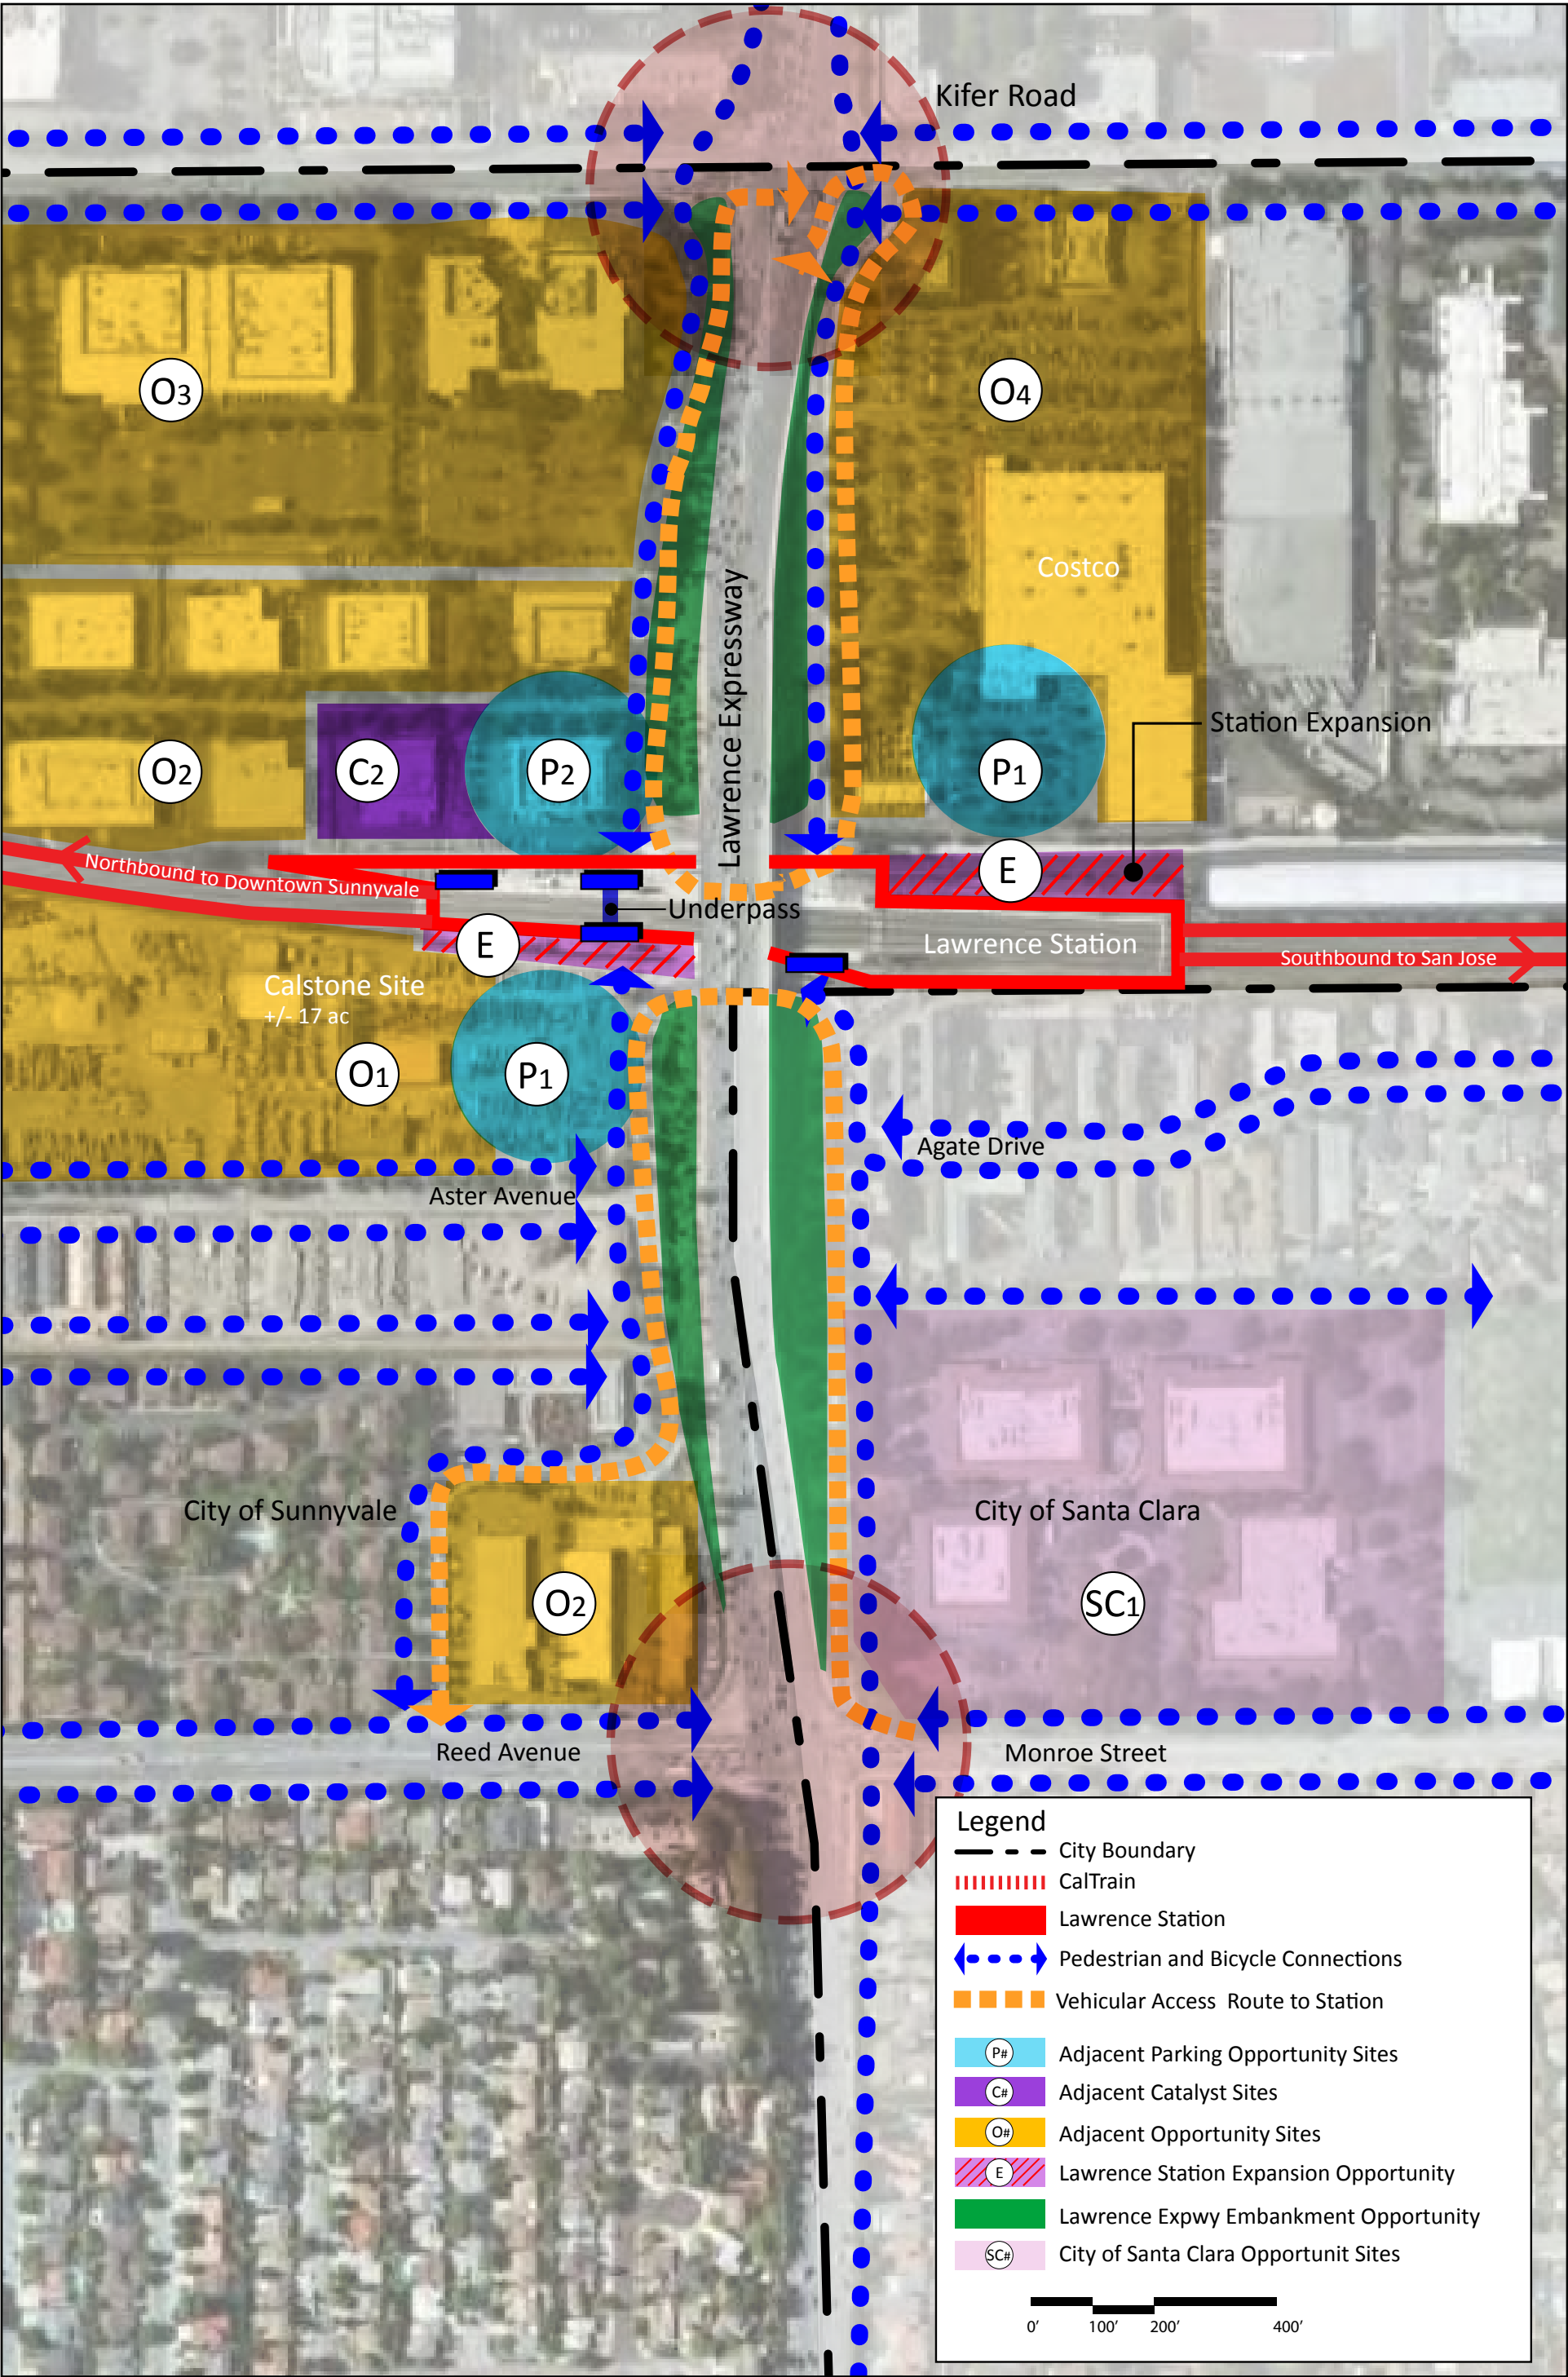 Kifer Road
O3
O4
Costco
Lawrence Expressway
Station Expansion
O2
C2
P2
P1
E
Northbound to Downtown Sunnyvale
Underpass
E
Lawrence Station
Southbound to San Jose
Calstone Site
+/- 17 ac
O1
P1
Agate Drive
Aster Avenue
City of Sunnyvale
City of Santa Clara
O2
SC1
Reed Avenue
Monroe Street
Legend
City Boundary
CalTrain
Lawrence Station
Pedestrian and Bicycle Connections
Vehicular Access Route to Station
P# Adjacent Parking Opportunity Sites
C# Adjacent Catalyst Sites
O# Adjacent Opportunity Sites
E Lawrence Station Expansion Opportunity
Lawrence Expwy Embankment Opportunity
SC# City of Santa Clara Opportunit Sites
0' 100' 200' 400'